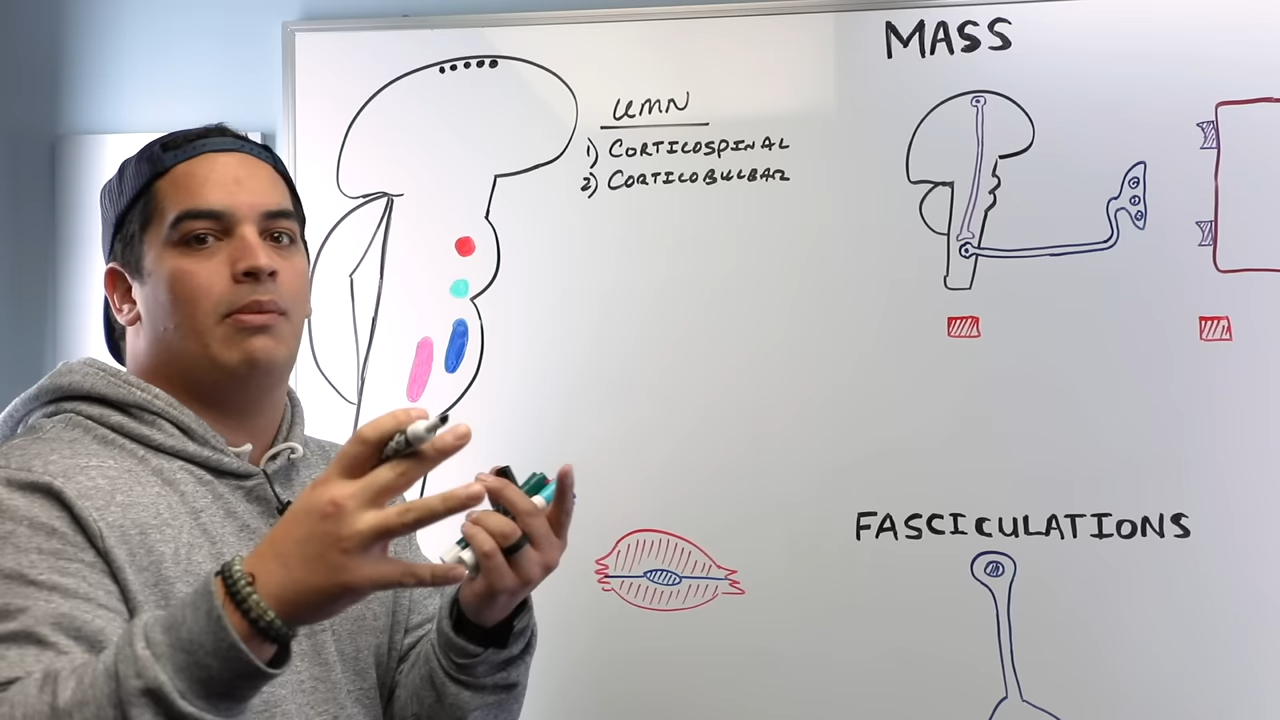 MASS
UMN
1) CORTICOSPINAL
2) CORTICOBULBAR
FASCICULATIONS